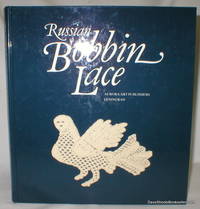 Russian
Bobbin
Lace
AURORA ART PUBLISHERS
LENINGRAD